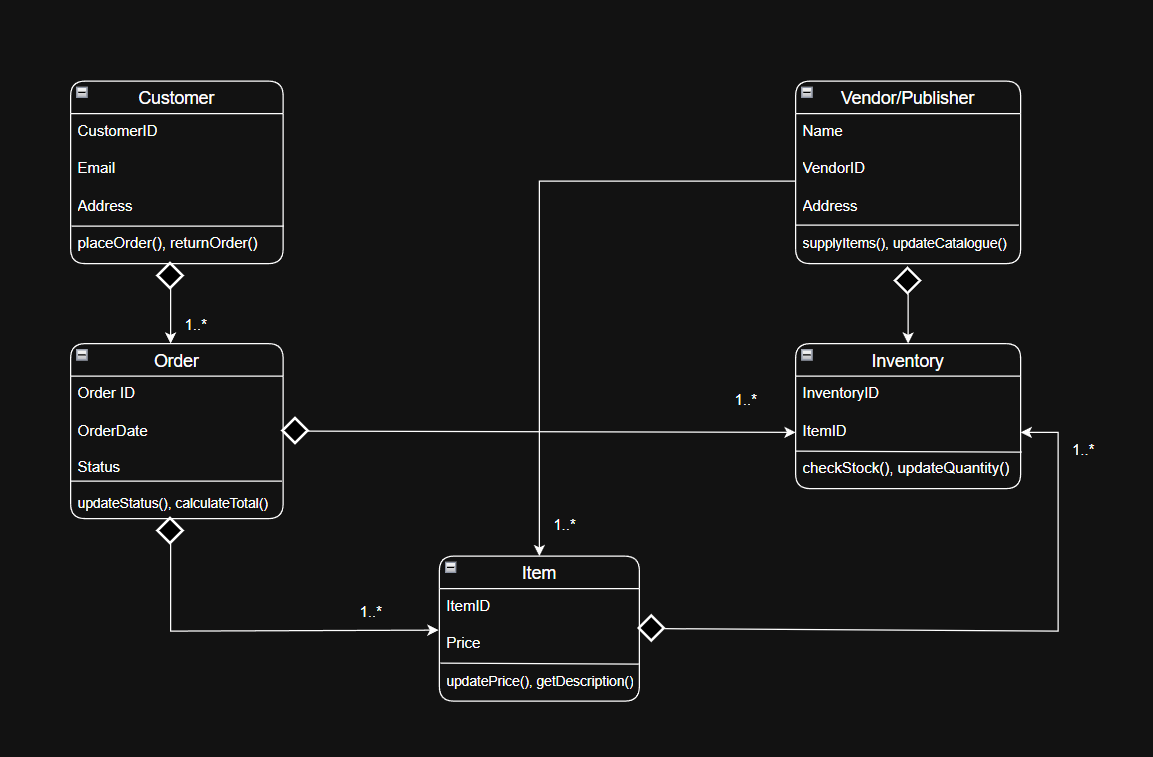 Customer
CustomerID
Email
Address
placeOrder(), returnOrder()
Vendor/Publisher
Name
VendorID
Address
supplyItems(), updateCatalogue()
1..*
Order
Order ID
OrderDate
Status
updateStatus(), calculateTotal()
1..*
Inventory
InventoryID
ItemID
checkStock(), updateQuantity()
1..*
1..*
1..*
Item
ItemID
Price
updatePrice(), getDescription()